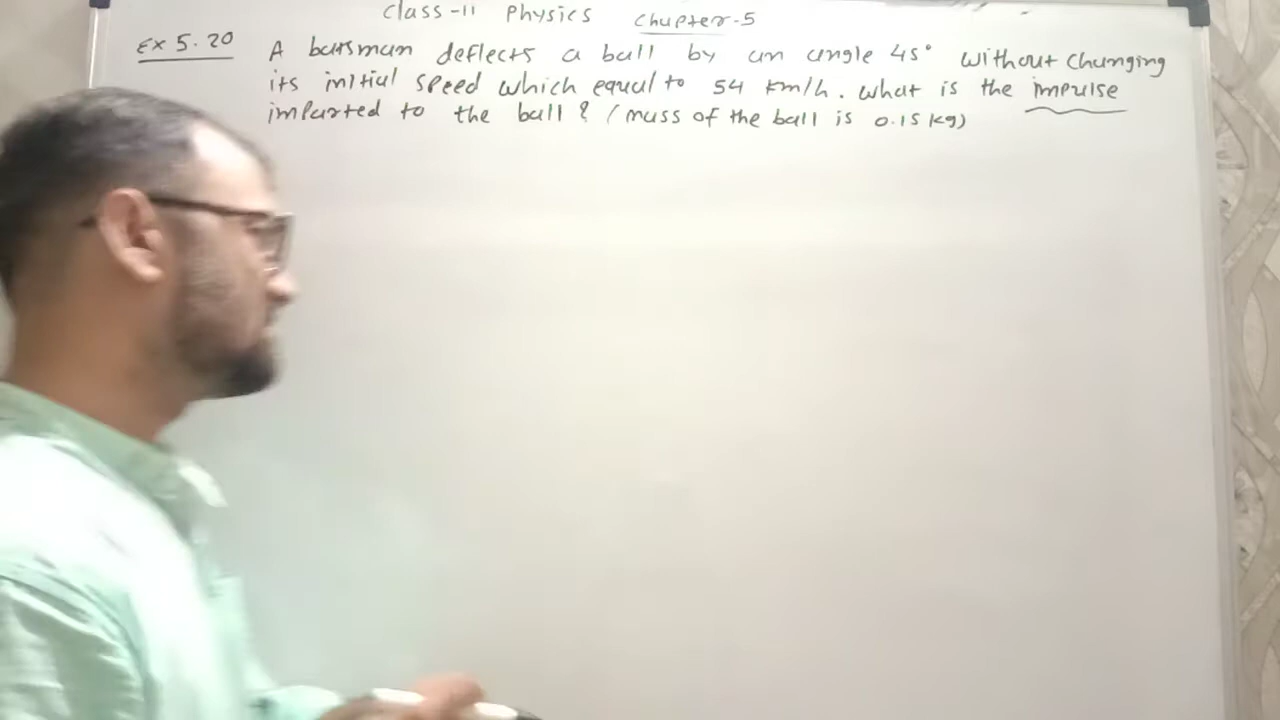 Class-11 Physics Chapter-5
Ex 5.20 A batsman deflects a ball by an angle 45° without changing
its initial speed which equal to 54 km/h. what is the impulse
imparted to the ball? (mass of the ball is 0.15 kg)